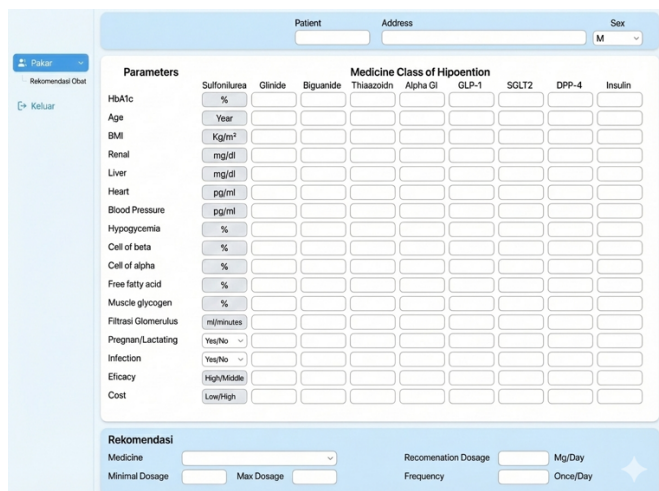 Patient Address Sex
M
Pakar
Rekomendasi Obat
Keluar
Parameters Medicine Class of Hipoention
Sulfonilurea Glinide Biguanide Thiaazoidn Alpha GI GLP-1 SGLT2 DPP-4 Insulin
HbA1c %
Age Year
BMI Kg/m²
Renal mg/dl
Liver mg/dl
Heart pg/ml
Blood Pressure pg/ml
Hypogycemia %
Cell of beta %
Cell of alpha %
Free fatty acid %
Muscle glycogen %
Filtrasi Glomerulus ml/minutes
Pregnan/Lactating Yes/No
Infection Yes/No
Eficacy High/Middle
Cost Low/High
Rekomendasi
Medicine Recomenation Dosage Mg/Day
Minimal Dosage Max Dosage Frequency Once/Day